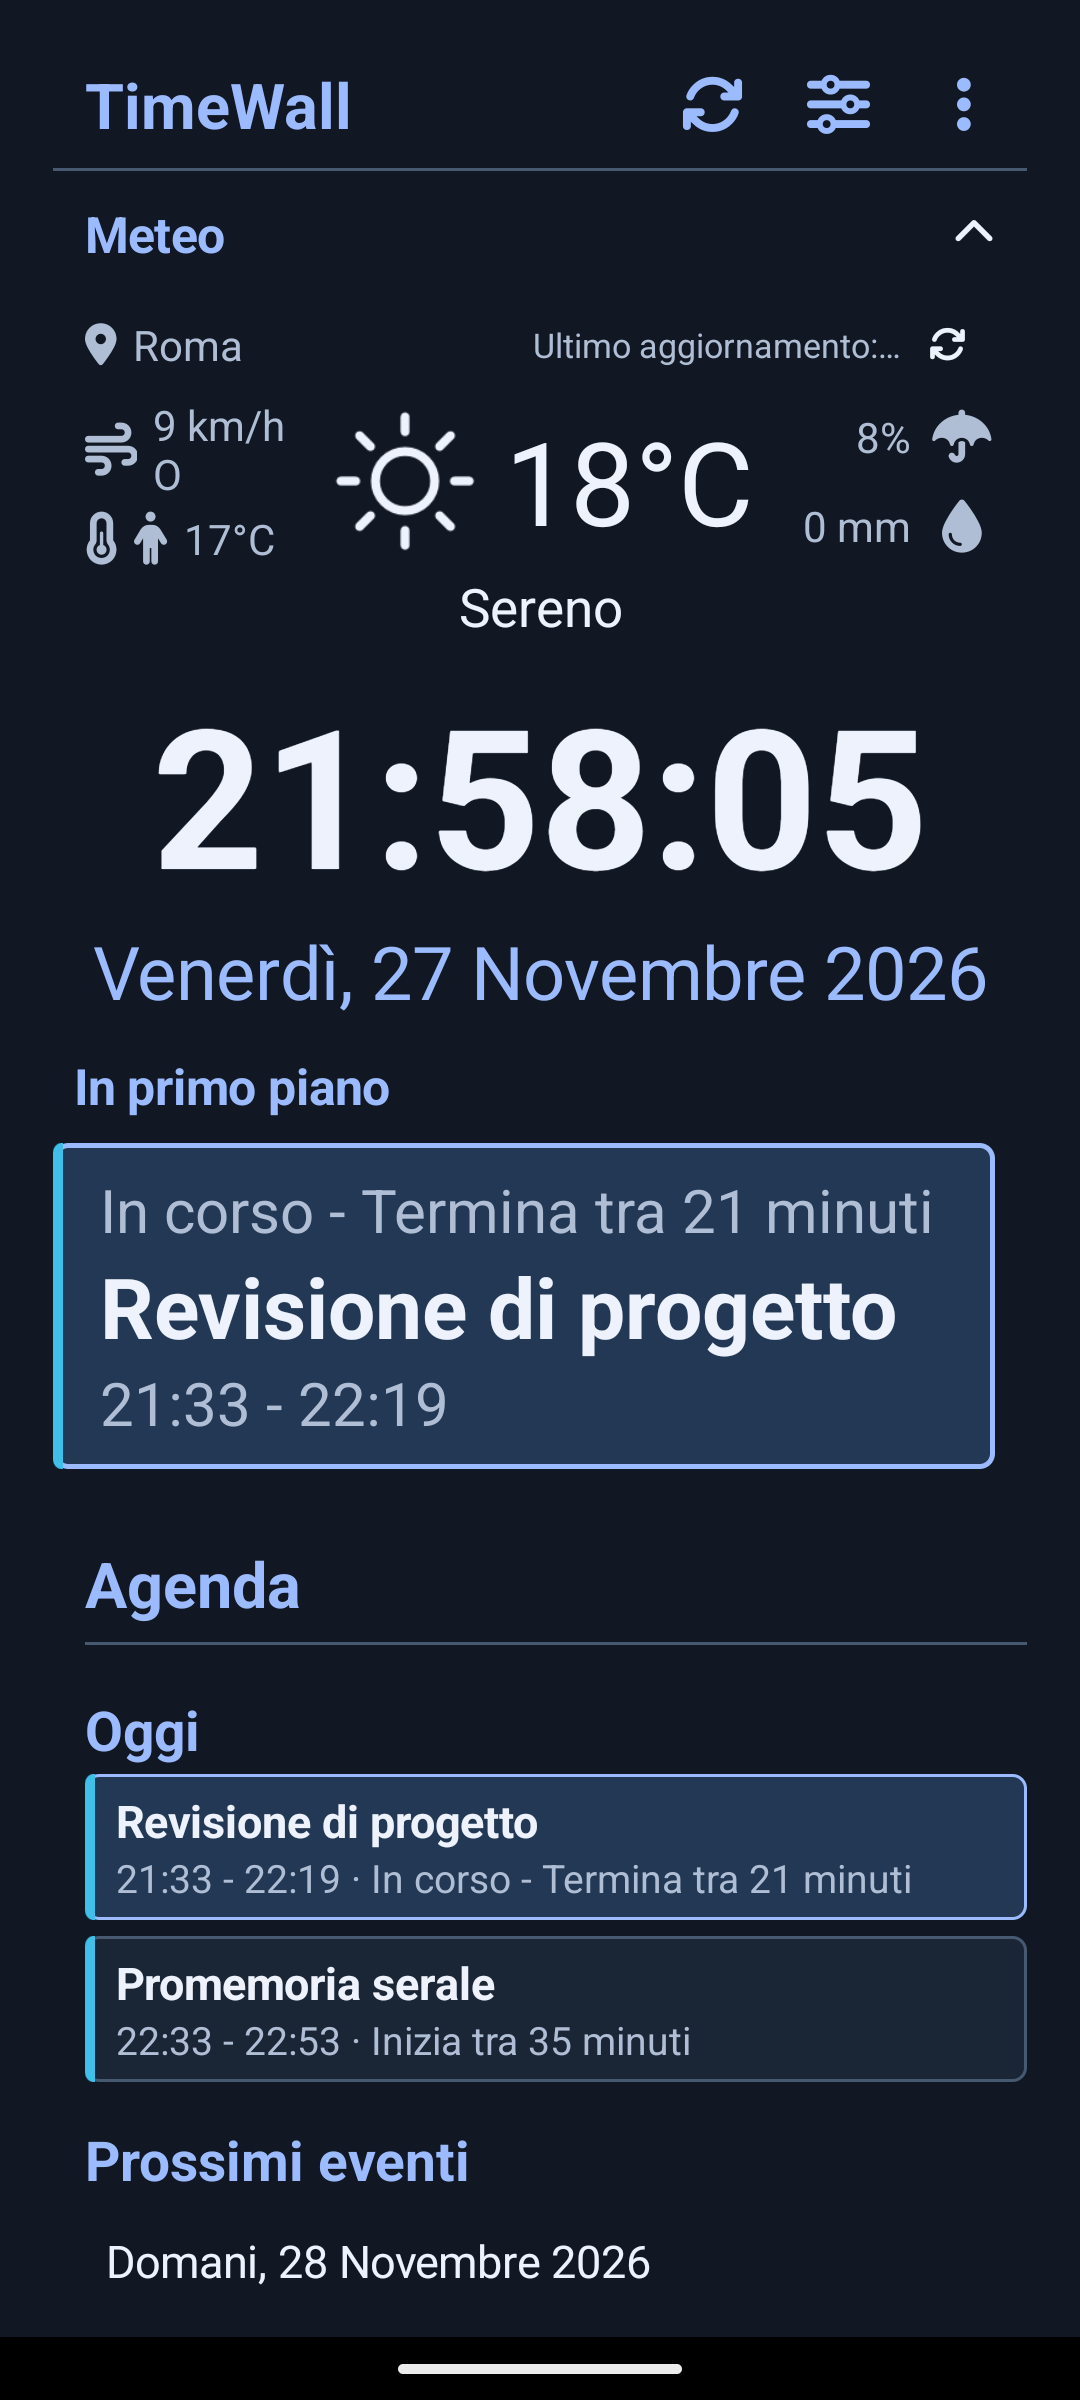 TimeWall
Meteo
Roma
Ultimo aggiornamento:...
9 km/h
O
17°C
18°C
8%
0 mm
Sereno
21:58:05
Venerdì, 27 Novembre 2026
In primo piano
In corso - Termina tra 21 minuti
Revisione di progetto
21:33 - 22:19
Agenda
Oggi
Revisione di progetto
21:33 - 22:19 · In corso - Termina tra 21 minuti
Promemoria serale
22:33 - 22:53 · Inizia tra 35 minuti
Prossimi eventi
Domani, 28 Novembre 2026